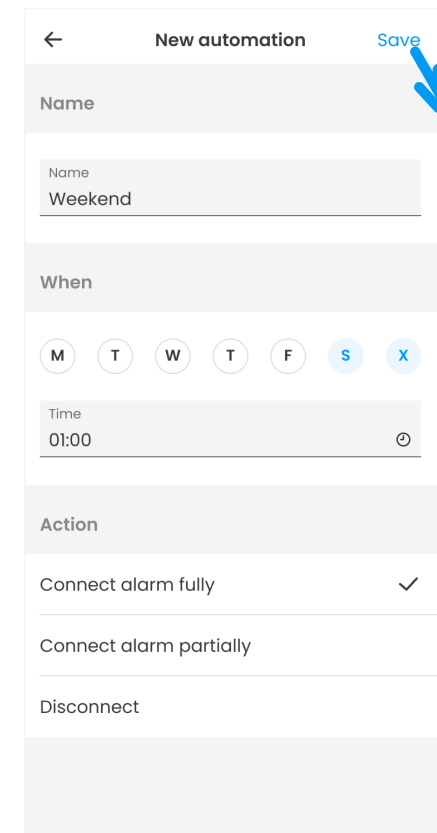 New automation Save
Name
Name
Weekend
When
M T W T F S X
Time
01:00
Action
Connect alarm fully
Connect alarm partially
Disconnect